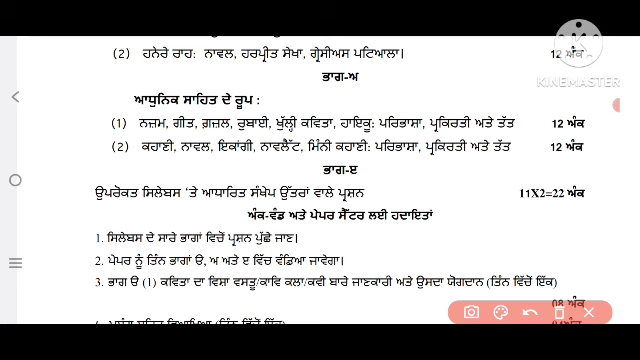 (2) ਹਨੇਰੇ ਰਾਹ: ਨਾਵਲ, ਹਰਪ੍ਰੀਤ ਸੇਖਾ, ਗ੍ਰੇਸੀਅਸ ਪਟਿਆਲਾ। 12 ਅੰਕ
KINEMASTER
ਭਾਗ-ਅ
ਆਧੁਨਿਕ ਸਾਹਿਤ ਦੇ ਰੂਪ :
(1) ਨਜ਼ਮ, ਗੀਤ, ਗ਼ਜ਼ਲ, ਰੁਬਾਈ, ਖੁੱਲ੍ਹੀ ਕਵਿਤਾ, ਹਾਇਕੂ: ਪਰਿਭਾਸ਼ਾ, ਪ੍ਰਕਿਰਤੀ ਅਤੇ ਤੱਤ 12 ਅੰਕ
(2) ਕਹਾਣੀ, ਨਾਵਲ, ਇਕਾਂਗੀ, ਨਾਵਲੈੱਟ, ਮਿੰਨੀ ਕਹਾਣੀ: ਪਰਿਭਾਸ਼ਾ, ਪ੍ਰਕਿਰਤੀ ਅਤੇ ਤੱਤ 12 ਅੰਕ
ਭਾਗ-ੲ
ਉਪਰੋਕਤ ਸਿਲੇਬਸ ’ਤੇ ਆਧਾਰਿਤ ਸੰਖੇਪ ਉੱਤਰਾਂ ਵਾਲੇ ਪ੍ਰਸ਼ਨ 11X2=22 ਅੰਕ
ਅੰਕ-ਵੰਡ ਅਤੇ ਪੇਪਰ ਸੈੱਟਰ ਲਈ ਹਦਾਇਤਾਂ
1. ਸਿਲੇਬਸ ਦੇ ਸਾਰੇ ਭਾਗਾਂ ਵਿਚੋਂ ਪ੍ਰਸ਼ਨ ਪੁੱਛੇ ਜਾਣ।
2. ਪੇਪਰ ਨੂੰ ਤਿੰਨ ਭਾਗਾਂ ੳ, ਅ ਅਤੇ ੲ ਵਿੱਚ ਵੰਡਿਆ ਜਾਵੇਗਾ।
3. ਭਾਗ ੳ (1) ਕਵਿਤਾ ਦਾ ਵਿਸ਼ਾ ਵਸਤੂ/ਕਾਵਿ ਕਲਾ/ਕਵੀ ਬਾਰੇ ਜਾਣਕਾਰੀ ਅਤੇ ਉਸਦਾ ਯੋਗਦਾਨ (ਤਿੰਨ ਵਿੱਚੋਂ ਇੱਕ)
08 ਅੰਕ
(ਤਿੰਨ ਵਿੱਚੋਂ ਇੱਕ)